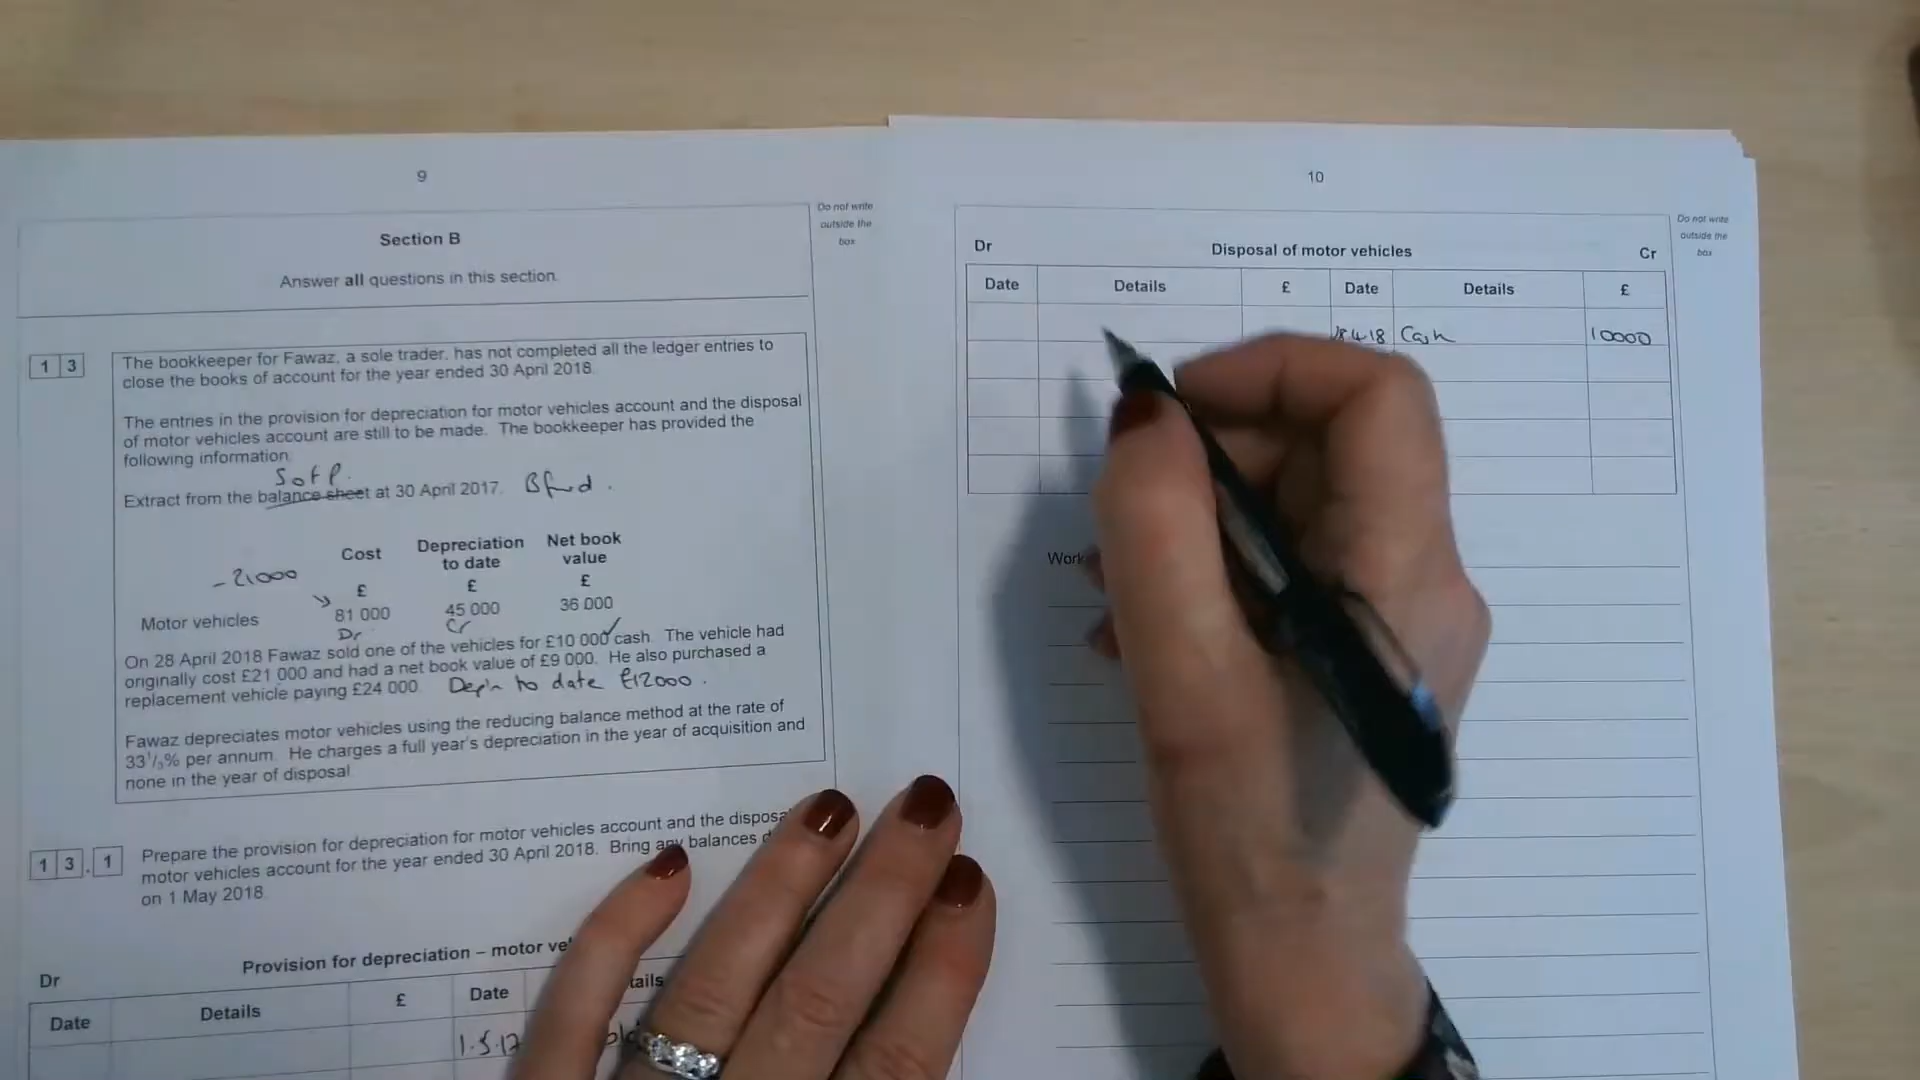 9
Do not write
outside the
box
Section B
Answer all questions in this section.
1 3
The bookkeeper for Fawaz, a sole trader, has not completed all the ledger entries to
close the books of account for the year ended 30 April 2018.
The entries in the provision for depreciation for motor vehicles account and the disposal
of motor vehicles account are still to be made. The bookkeeper has provided the
following information.
SofP.
Extract from the balance sheet at 30 April 2017. Bfwd.
Cost Depreciation to date Net book value
- 21000
£ £ £
Motor vehicles 81 000 45 000 36 000
Dr Cr
On 28 April 2018 Fawaz sold one of the vehicles for £10 000 cash. The vehicle had
originally cost £21 000 and had a net book value of £9 000. He also purchased a
replacement vehicle paying £24 000. Dep'n to date £12000.
Fawaz depreciates motor vehicles using the reducing balance method at the rate of
33 1/3% per annum. He charges a full year's depreciation in the year of acquisition and
none in the year of disposal.
1 3 . 1
Prepare the provision for depreciation for motor vehicles account and the
motor vehicles account for the year ended 30 April 2018. Bring any balances
on 1 May 2018.
Dr Provision for depreciation – motor
Date Details £ Date
1.5.17
10
Do not write
outside the
box
Dr Disposal of motor vehicles Cr
Date Details £ Date Details £
28.4.18 Cash 10000